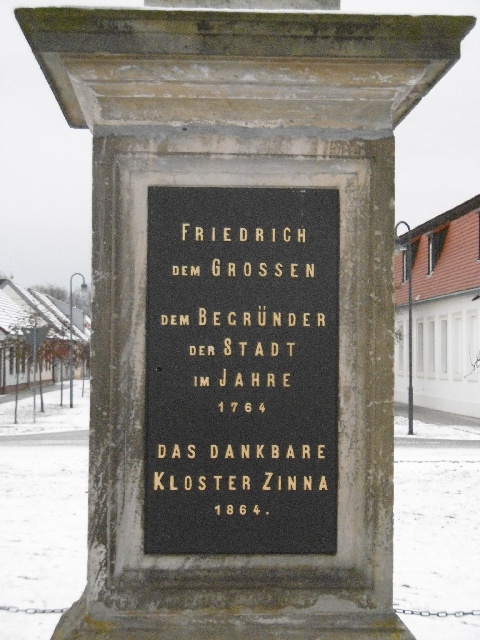 FRIEDRICH
DEM GROSSEN
DEM BEGRÜNDER
DER STADT
IM JAHRE
1764
DAS DANKBARE
KLOSTER ZINNA
1864.